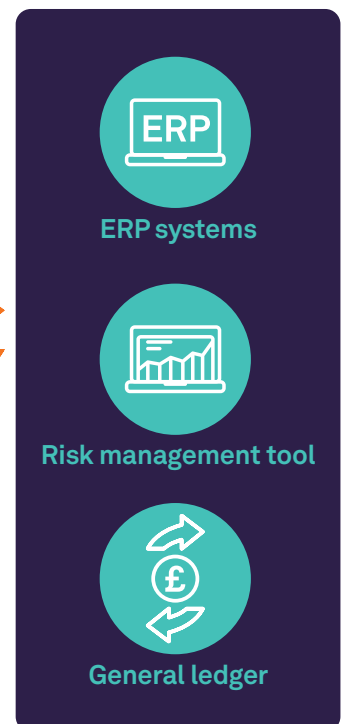 ERP
ERP systems
Risk management tool
£
General ledger